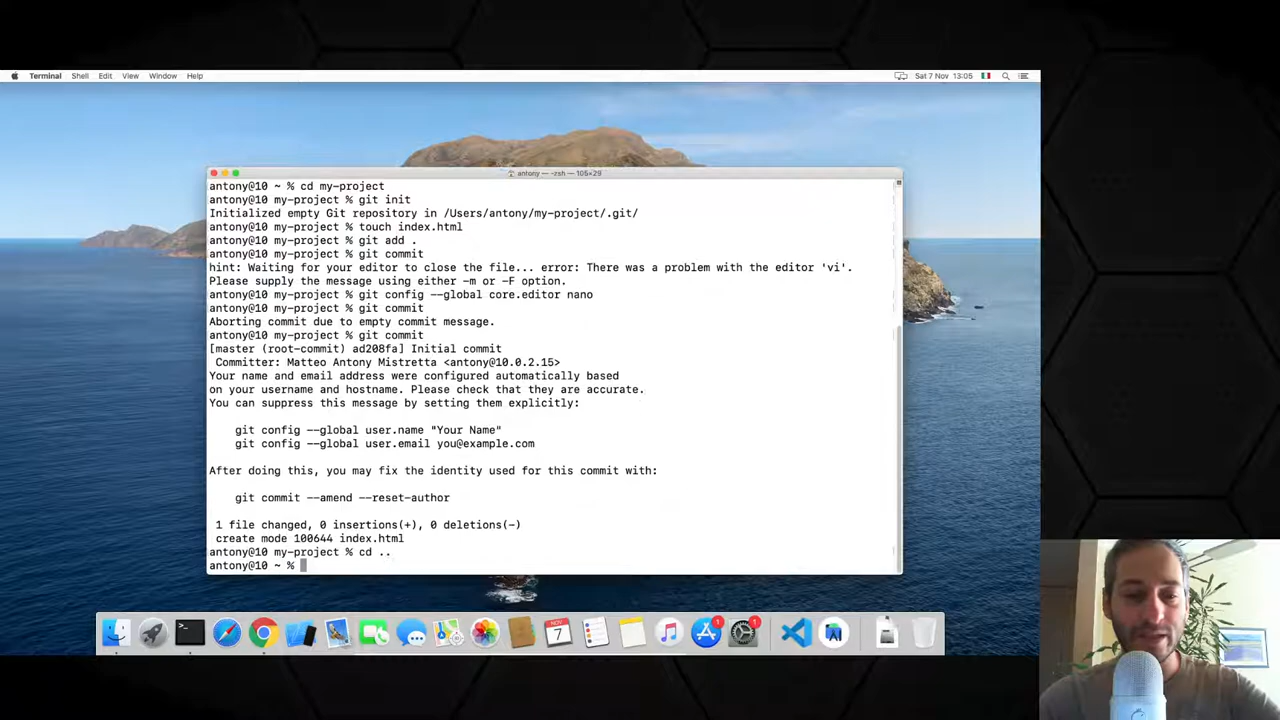 Terminal Shell Edit View Window Help
Sat 7 Nov 13:05
antony — -zsh — 105×29
antony@10 ~ % cd my-project
antony@10 my-project % git init
Initialized empty Git repository in /Users/antony/my-project/.git/
antony@10 my-project % touch index.html
antony@10 my-project % git add .
antony@10 my-project % git commit
hint: Waiting for your editor to close the file... error: There was a problem with the editor 'vi'.
Please supply the message using either -m or -F option.
antony@10 my-project % git config --global core.editor nano
antony@10 my-project % git commit
Aborting commit due to empty commit message.
antony@10 my-project % git commit
[master (root-commit) ad208fa] Initial commit
 Committer: Matteo Antony Mistretta <antony@10.0.2.15>
Your name and email address were configured automatically based
on your username and hostname. Please check that they are accurate.
You can suppress this message by setting them explicitly:
    git config --global user.name "Your Name"
    git config --global user.email you@example.com
After doing this, you may fix the identity used for this commit with:
    git commit --amend --reset-author
 1 file changed, 0 insertions(+), 0 deletions(-)
 create mode 100644 index.html
antony@10 my-project % cd ..
antony@10 ~ %
NOV
7
1
1